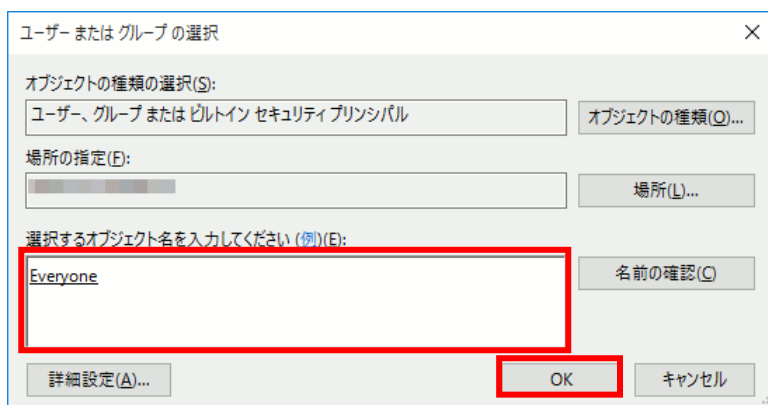 ユーザー または グループ の選択
オブジェクトの種類の選択(S):
ユーザー、グループ または ビルトイン セキュリティ プリンシパル
オブジェクトの種類(O)...
場所の指定(F):
場所(L)...
選択するオブジェクト名を入力してください (例)(E):
Everyone
名前の確認(C)
詳細設定(A)...
OK
キャンセル